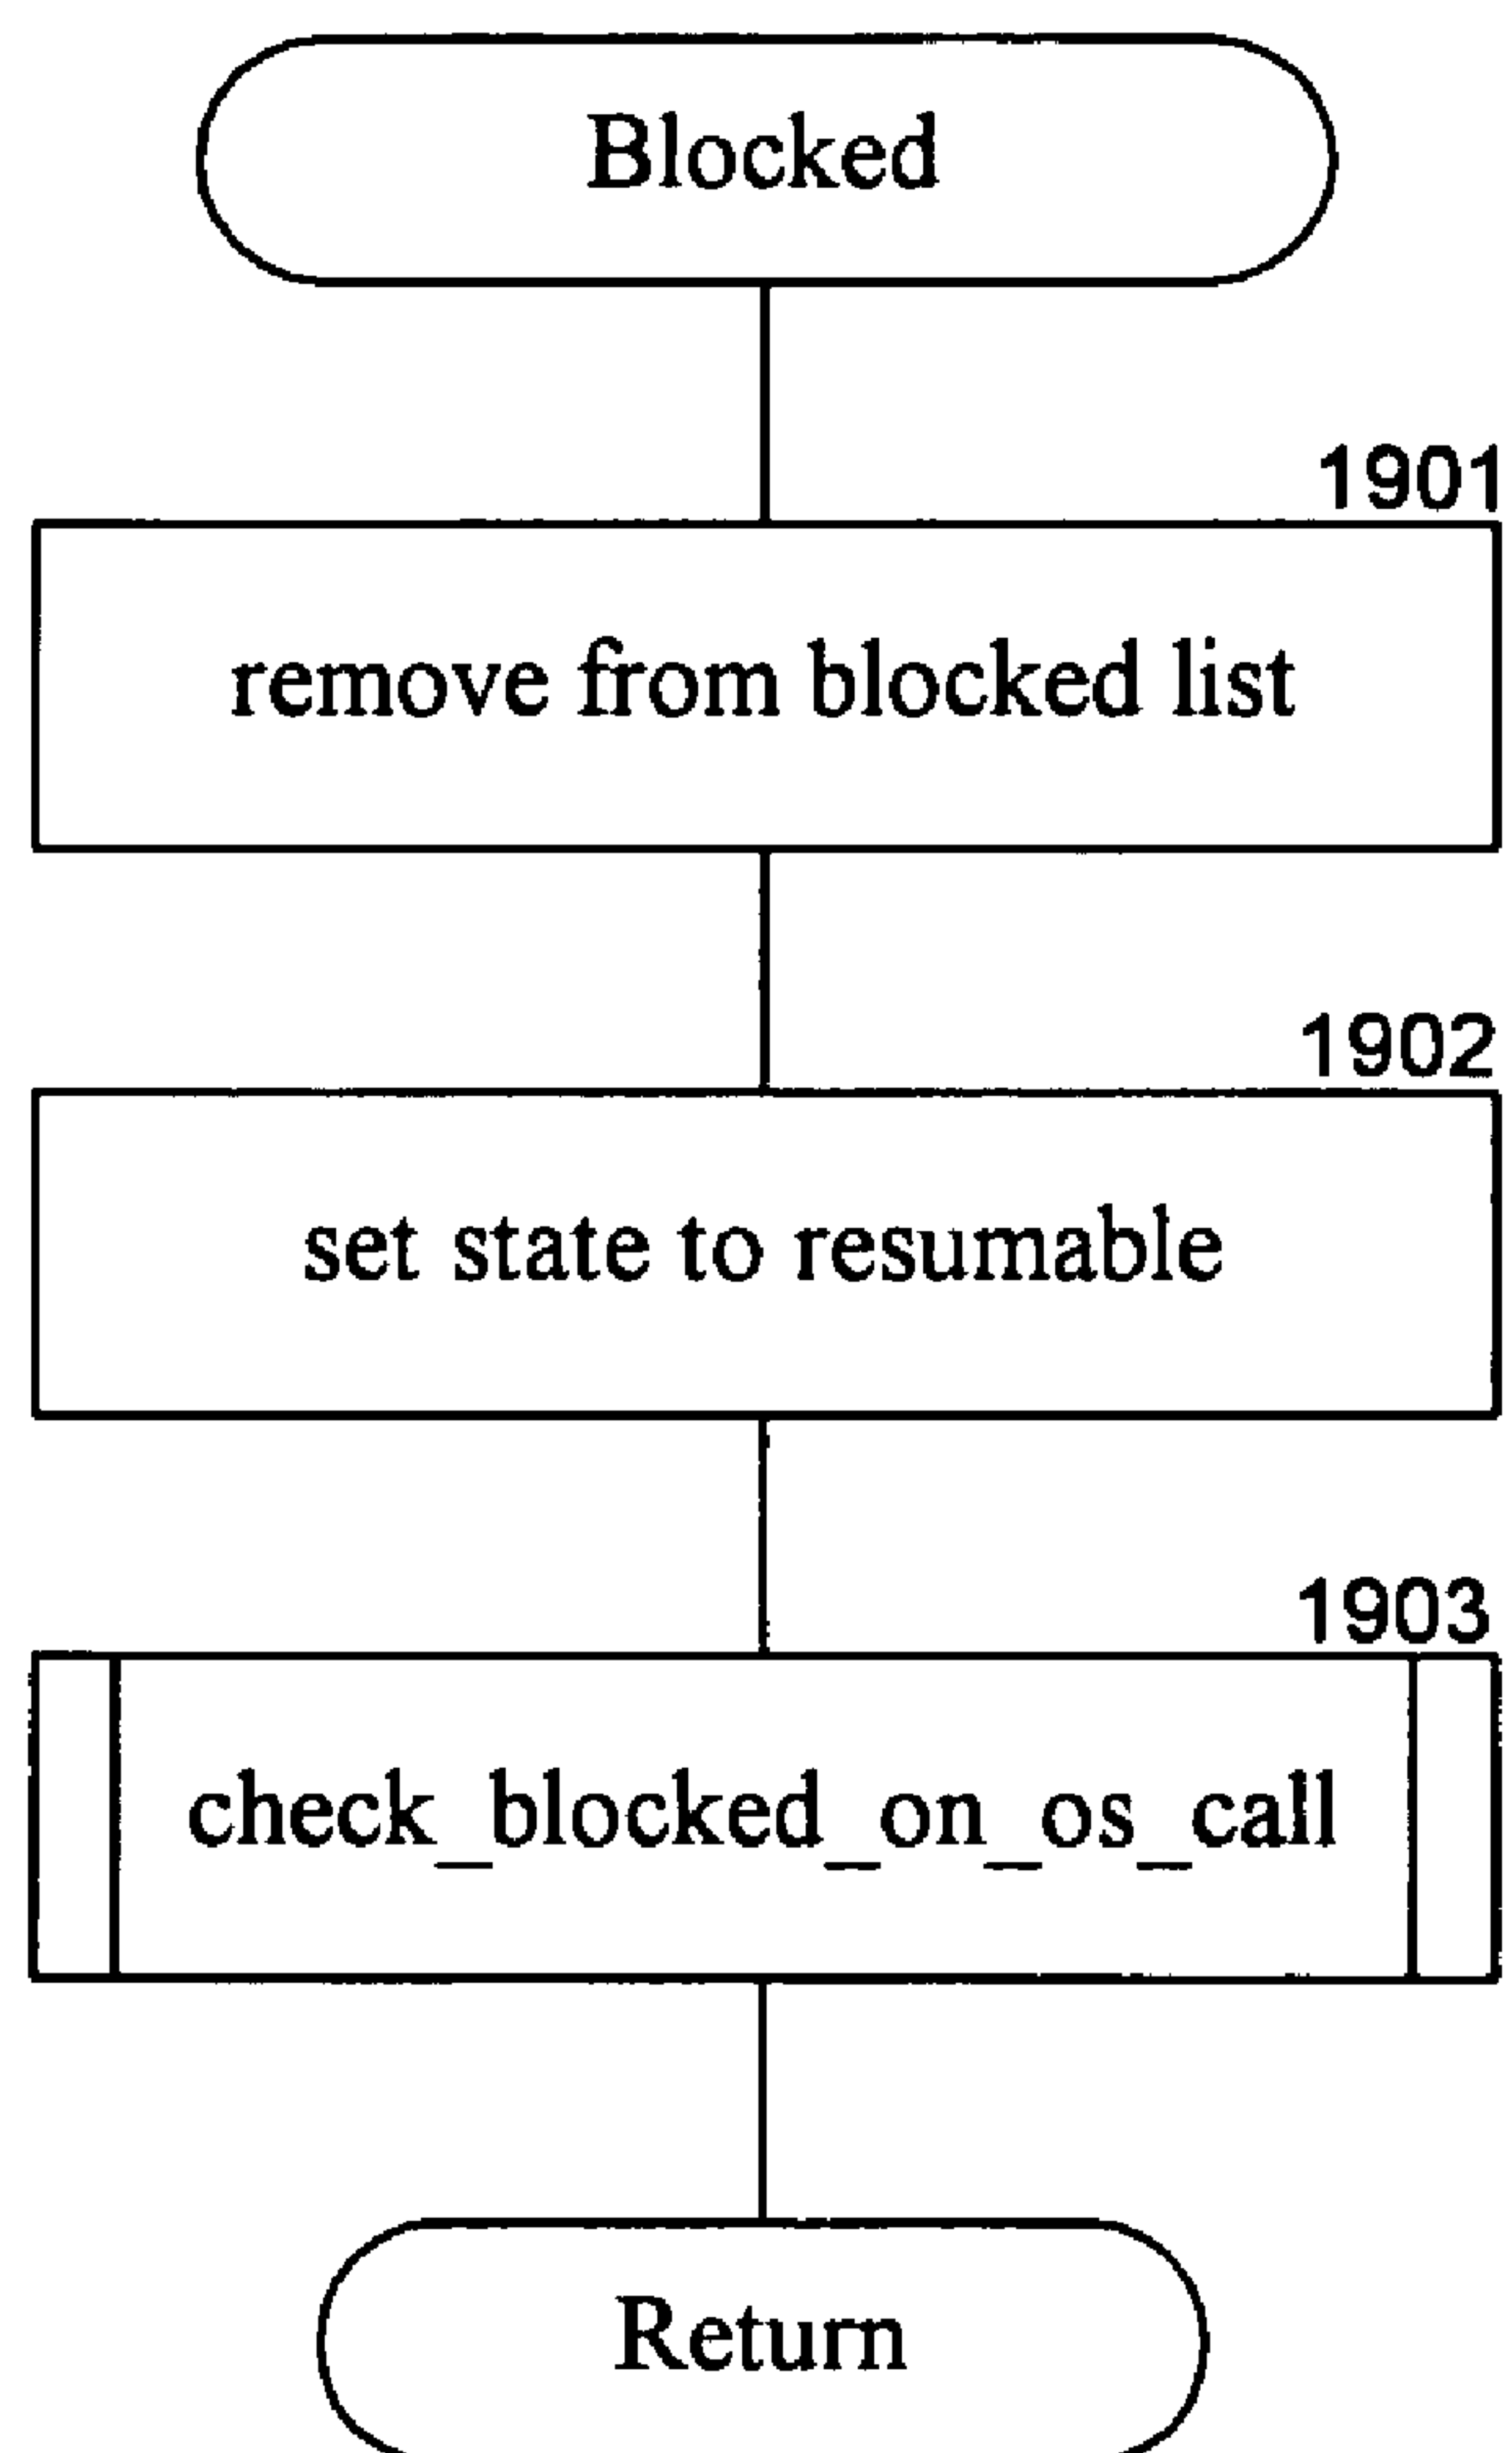 Blocked
1901
remove from blocked list
1902
set state to resumable
1903
check_blocked_on_os_call
Return